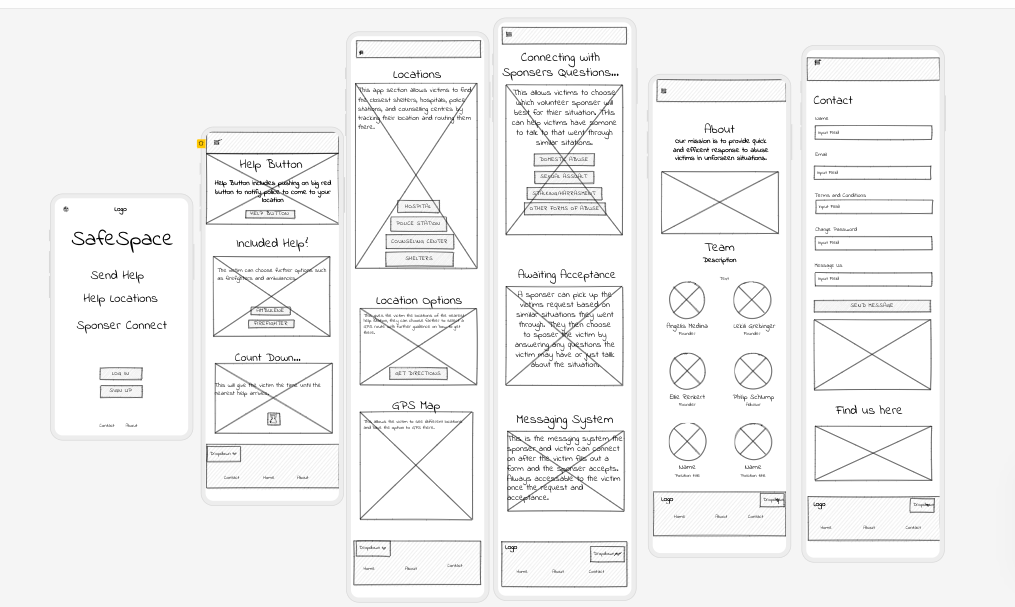 Logo
SafeSpace
Send Help
Help Locations
Sponser Connect
LOG IN
SIGN UP
Contact
About
Help Button
Help Button includes pushing on big red
button to notify police to come to your
location
HELP BUTTON
Included Help?
The victim can choose further options such
as firefighters and ambulances.
AMBULENCE
FIREFIGHTER
Count Down...
This will give the victim the time until the
nearest help arrives.
Dropdown
Contact
Home
About
Locations
This app section allows victims to find
the closest shelters, hospitals, police
stations, and counselling centres by
tracking their location and routing them
there.
HOSPITAL
POLICE STATION
COUNSELING CENTER
SHELTERS
Location Options
This gives the victim the locations of the nearest
help stations, they can choose further to select a
GPS route with further guidance on how to get
there.
GET DIRECTIONS
GPS Map
This allows the victim to see different locations
and have the option to GPS there.
Dropdown
Home
About
Contact
Connecting with
Sponsers Questions...
This allows victims to choose
which volunteer sponser will
best for thier situation. This
can help victims have somone
to talk to that went through
similar sitations.
DOMESTIC ABUSE
SEXUAL ASSAULT
STALKING/HARRASMENT
OTHER FORMS OF ABUSE
Awaiting Acceptance
A sponser can pick up the
victims request based on
similar situations they went
through. They then choose
to sposer the victim by
answering any questions the
victim may have or just talk
about the situation.
Messaging System
This is the messging system the
sponser and victim can connect
on after the victim fills out a
form and the sponser accepts.
Always accessable to the victim
once the request and
acceptance.
Logo
Dropdown
Home
About
Contact
About
Our mission is to provide quick
and efficent response to abuse
victims in unforseen situations.
Team
Description
Text
Angelia Medina
Founder
Leka Grebinger
Founder
Elle Renkert
Founder
Philip Schlump
Advisor
Name
Position title
Name
Position title
Logo
Dropdown
Home
About
Contact
Contact
Name
Input Field
Email
Input Field
Terms and Conditions
Input Field
Change Password
Input Field
Message Us
Input Field
SEND MESSAGE
Find us here
Logo
Dropdown
Home
About
Contact